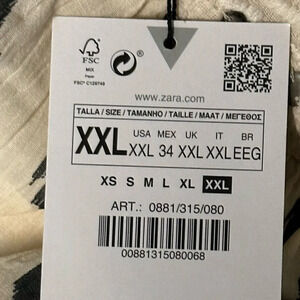 FSC
MIX
Paper
FSC® C129740
www.zara.com
TALLA / SIZE / TAMANHO / TAILLE / MAAT / ΜΕΓΕΘΟΣ
USA MEX UK IT BR
XXL XXL 34 XXL XXL EEG
XS S M L XL XXL
ART.: 0881/315/080
00881315080068